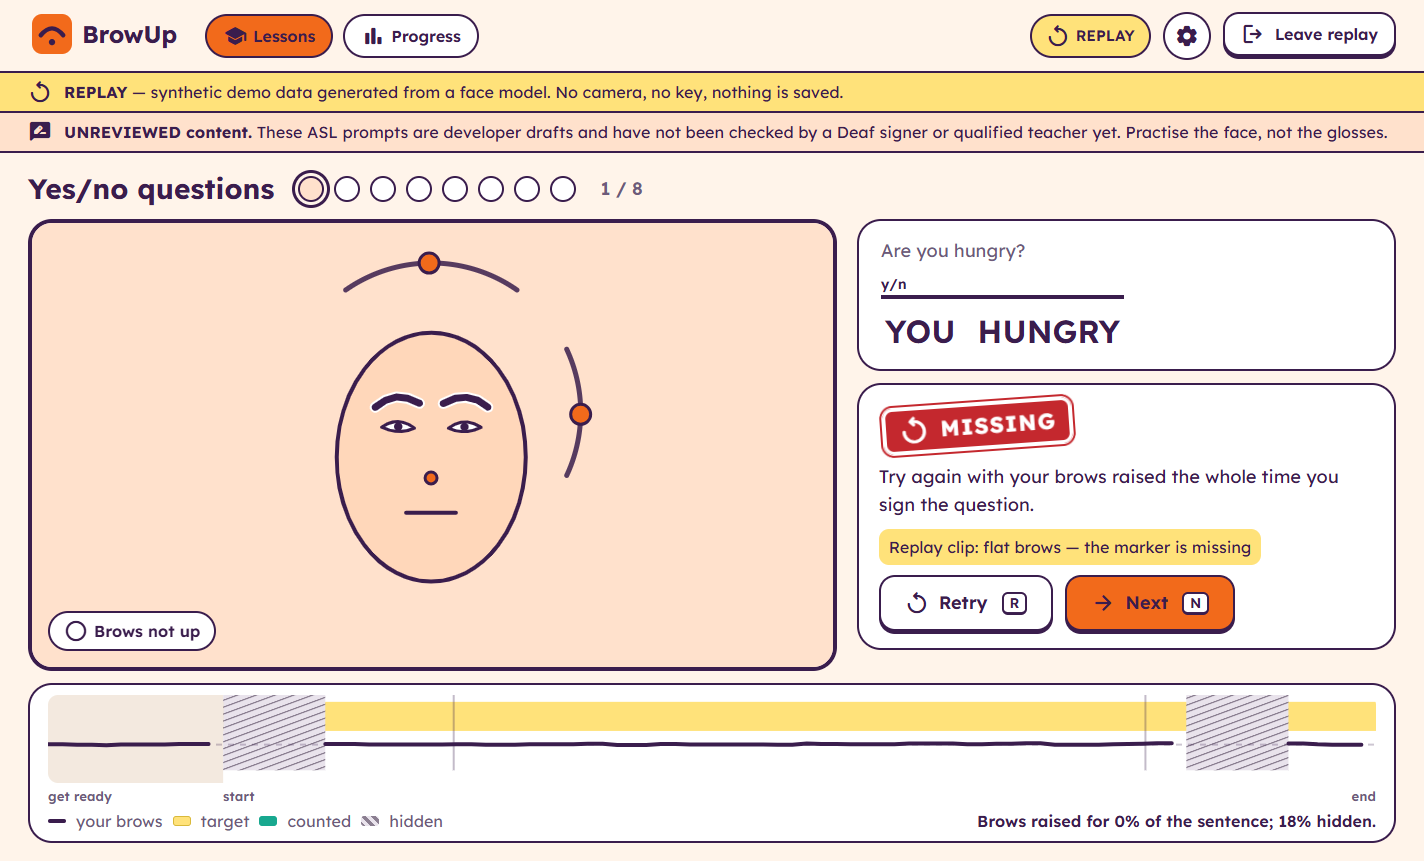 BrowUp
Lessons
Progress
REPLAY
Leave replay
REPLAY — synthetic demo data generated from a face model. No camera, no key, nothing is saved.
UNREVIEWED content. These ASL prompts are developer drafts and have not been checked by a Deaf signer or qualified teacher yet. Practise the face, not the glosses.
Yes/no questions
1 / 8
Brows not up
Are you hungry?
y/n
YOU HUNGRY
MISSING
Try again with your brows raised the whole time you
sign the question.
Replay clip: flat brows — the marker is missing
Retry R
Next N
get ready
start
end
your brows
target
counted
hidden
Brows raised for 0% of the sentence; 18% hidden.